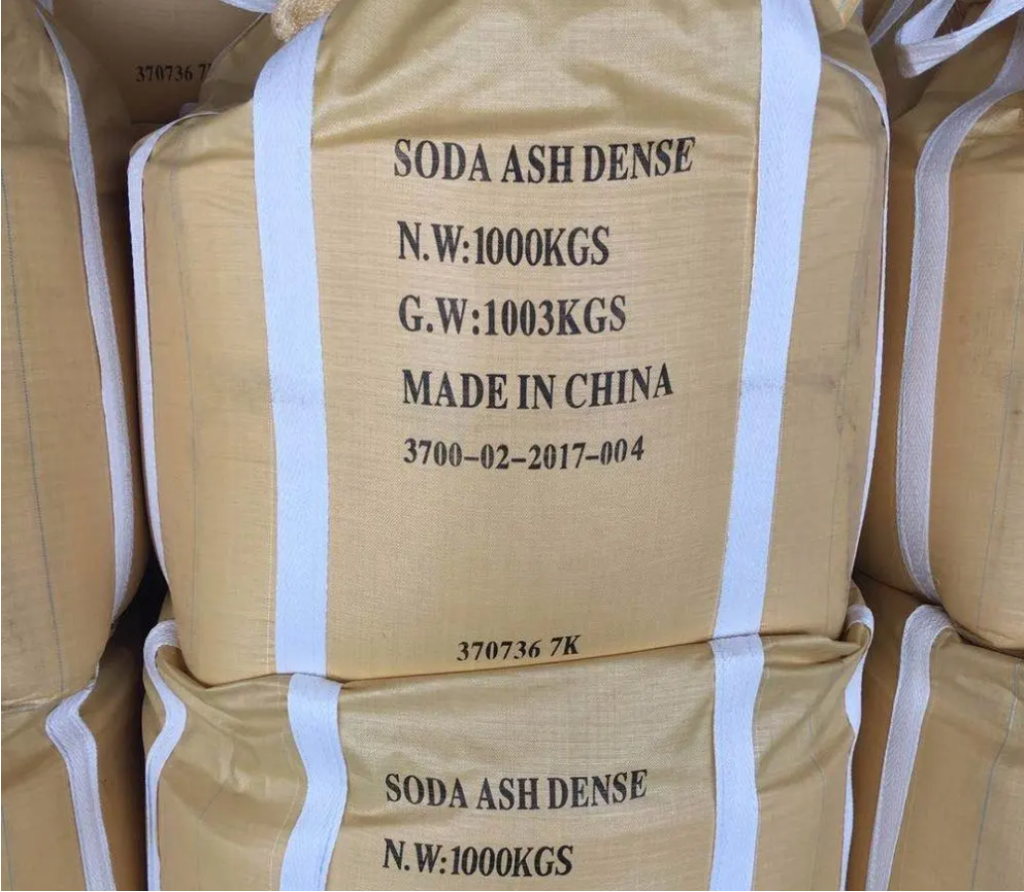 370736 7
SODA ASH DENSE
N.W:1000KGS
G.W:1003KGS
MADE IN CHINA
3700-02-2017-004
370736 7K
SODA ASH DENSE
N.W:1000KGS